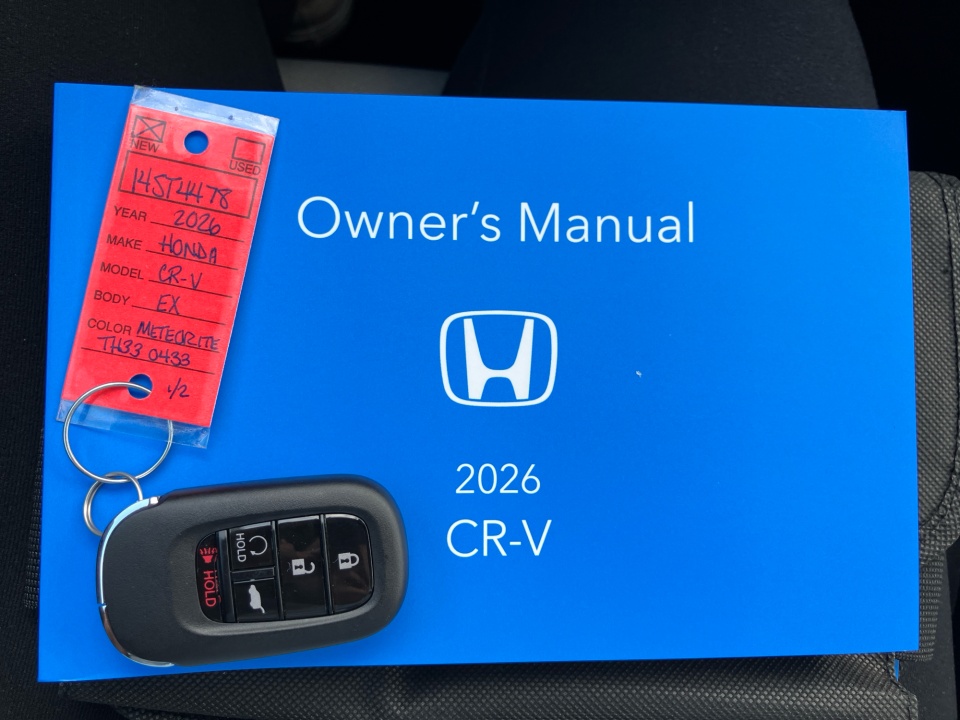 NEW
USED
14ST4478
YEAR 2026
MAKE HONDA
MODEL CR-V
BODY EX
COLOR METEORITE
TH33 0433
1/2
Owner's Manual
2026
CR-V
HOLD
HOLD